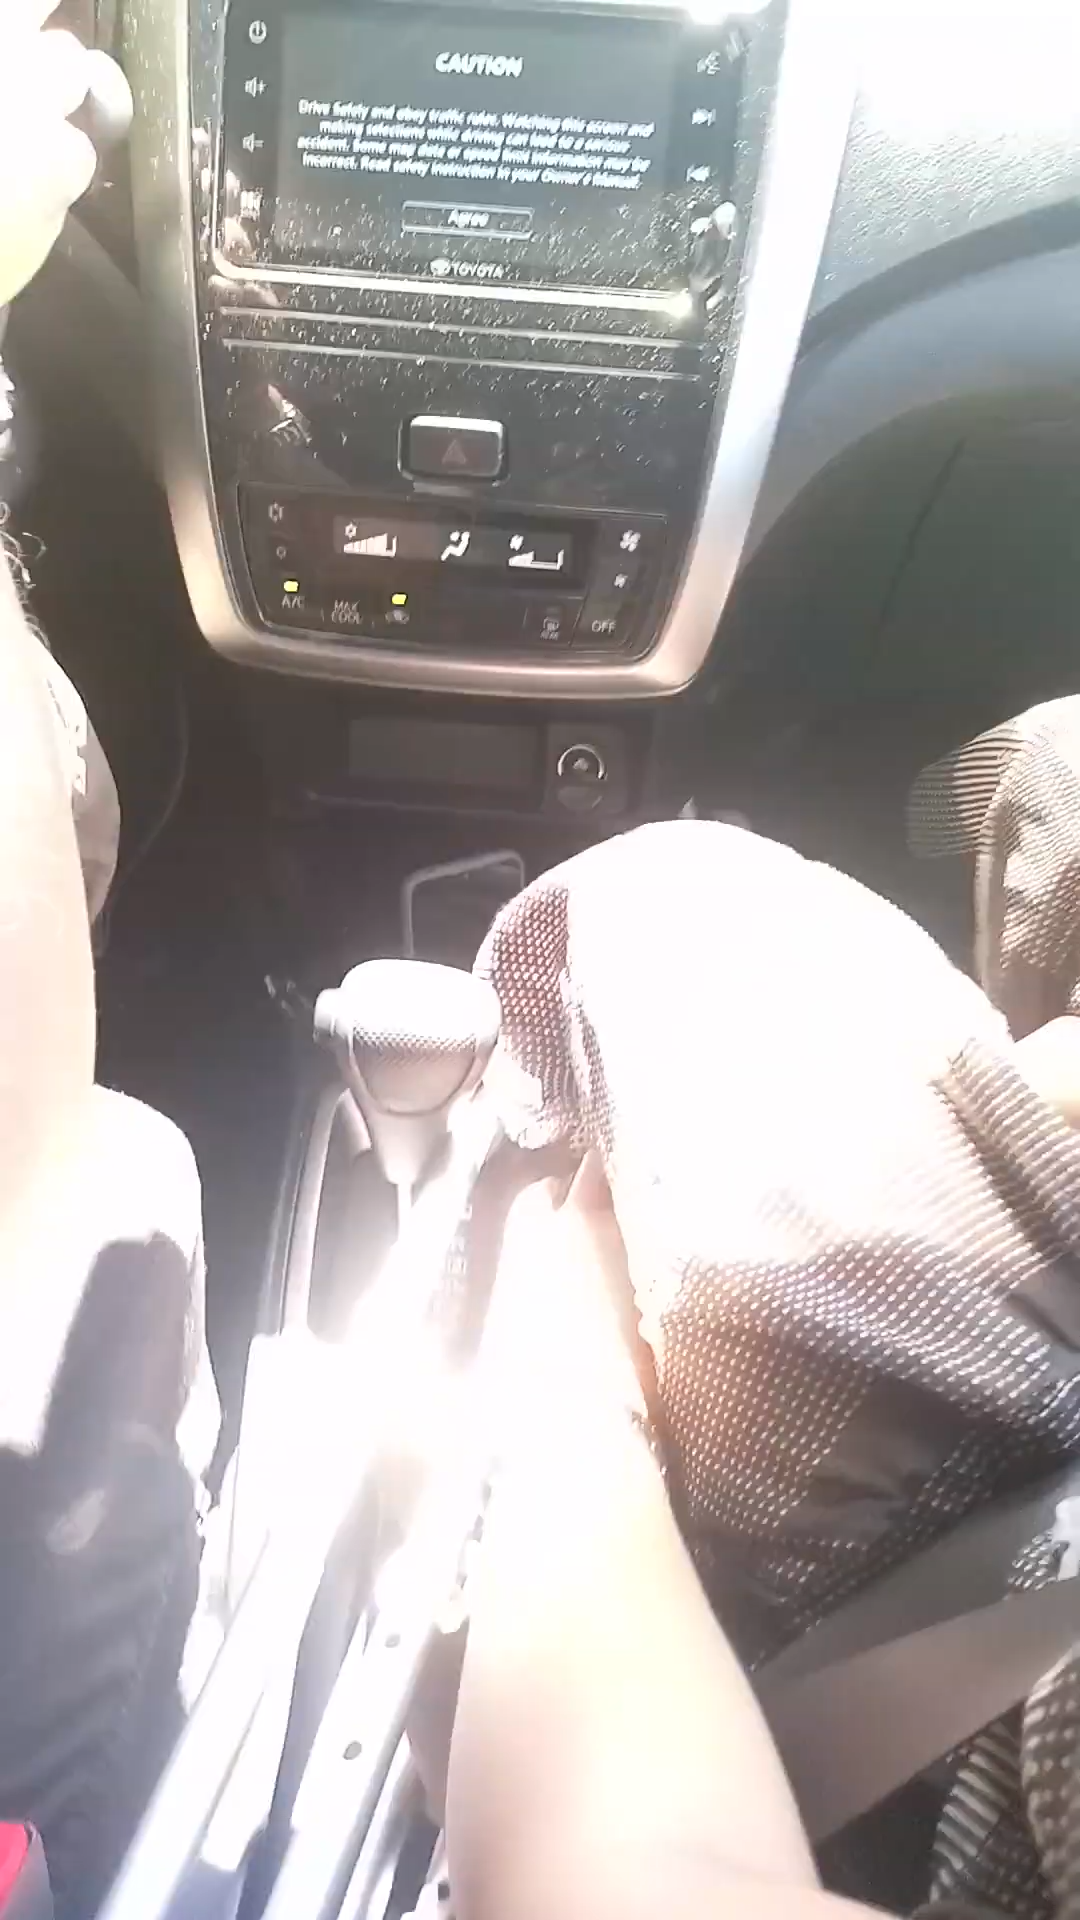 CAUTION
Drive Safely and obey traffic rules. Watching this screen and
making selections while driving can lead to a serious
accident. Some map data or speed limit information may be
incorrect. Read safety instruction in your Owner's Manual.
Agree
TOYOTA
A/C
MAX
COOL
REAR
OFF